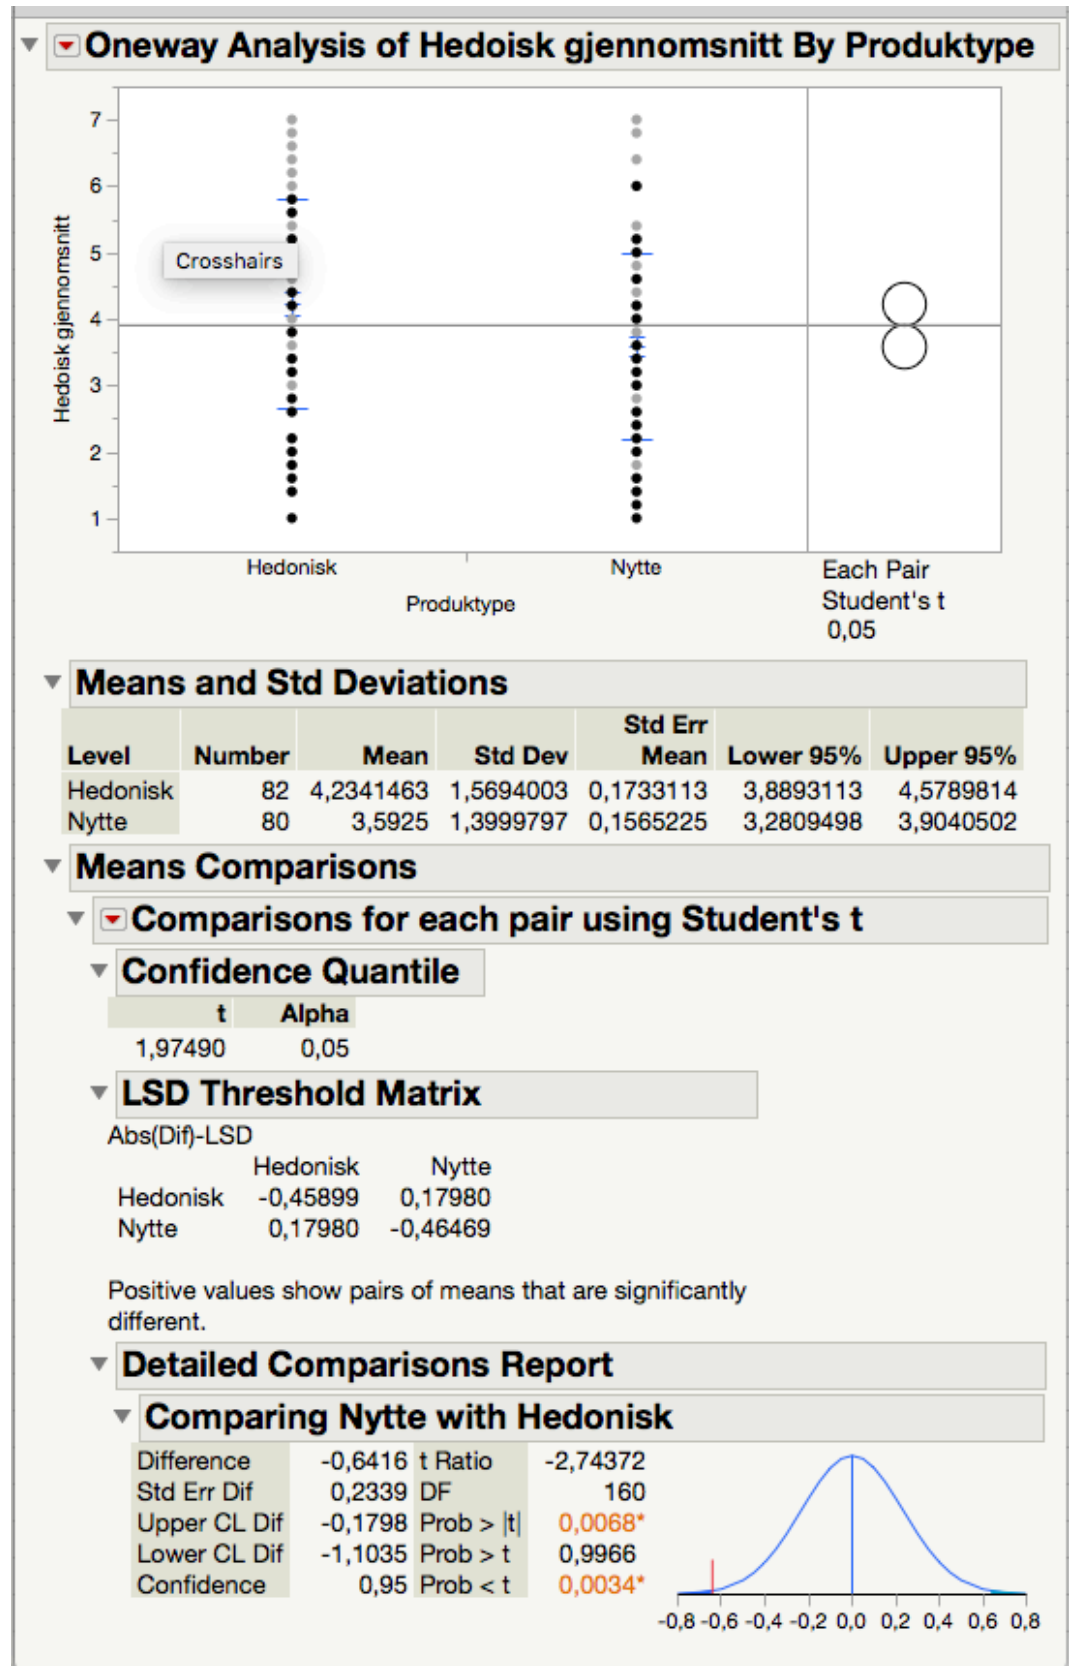 Oneway Analysis of Hedoisk gjennomsnitt By Produktype
7
6
5
4
3
2
1
Hedoisk gjennomsnitt
Crosshairs
Hedonisk Nytte
Produktype
Each Pair
Student's t
0,05
Means and Std Deviations
Level Number Mean Std Dev Std Err Mean Lower 95% Upper 95%
Hedonisk 82 4,2341463 1,5694003 0,1733113 3,8893113 4,5789814
Nytte 80 3,5925 1,3999797 0,1565225 3,2809498 3,9040502
Means Comparisons
Comparisons for each pair using Student's t
Confidence Quantile
t Alpha
1,97490 0,05
LSD Threshold Matrix
Abs(Dif)-LSD
Hedonisk Nytte
Hedonisk -0,45899 0,17980
Nytte 0,17980 -0,46469
Positive values show pairs of means that are significantly
different.
Detailed Comparisons Report
Comparing Nytte with Hedonisk
Difference -0,6416 t Ratio -2,74372
Std Err Dif 0,2339 DF 160
Upper CL Dif -0,1798 Prob > |t| 0,0068*
Lower CL Dif -1,1035 Prob > t 0,9966
Confidence 0,95 Prob < t 0,0034*
-0,8 -0,6 -0,4 -0,2 0,0 0,2 0,4 0,6 0,8